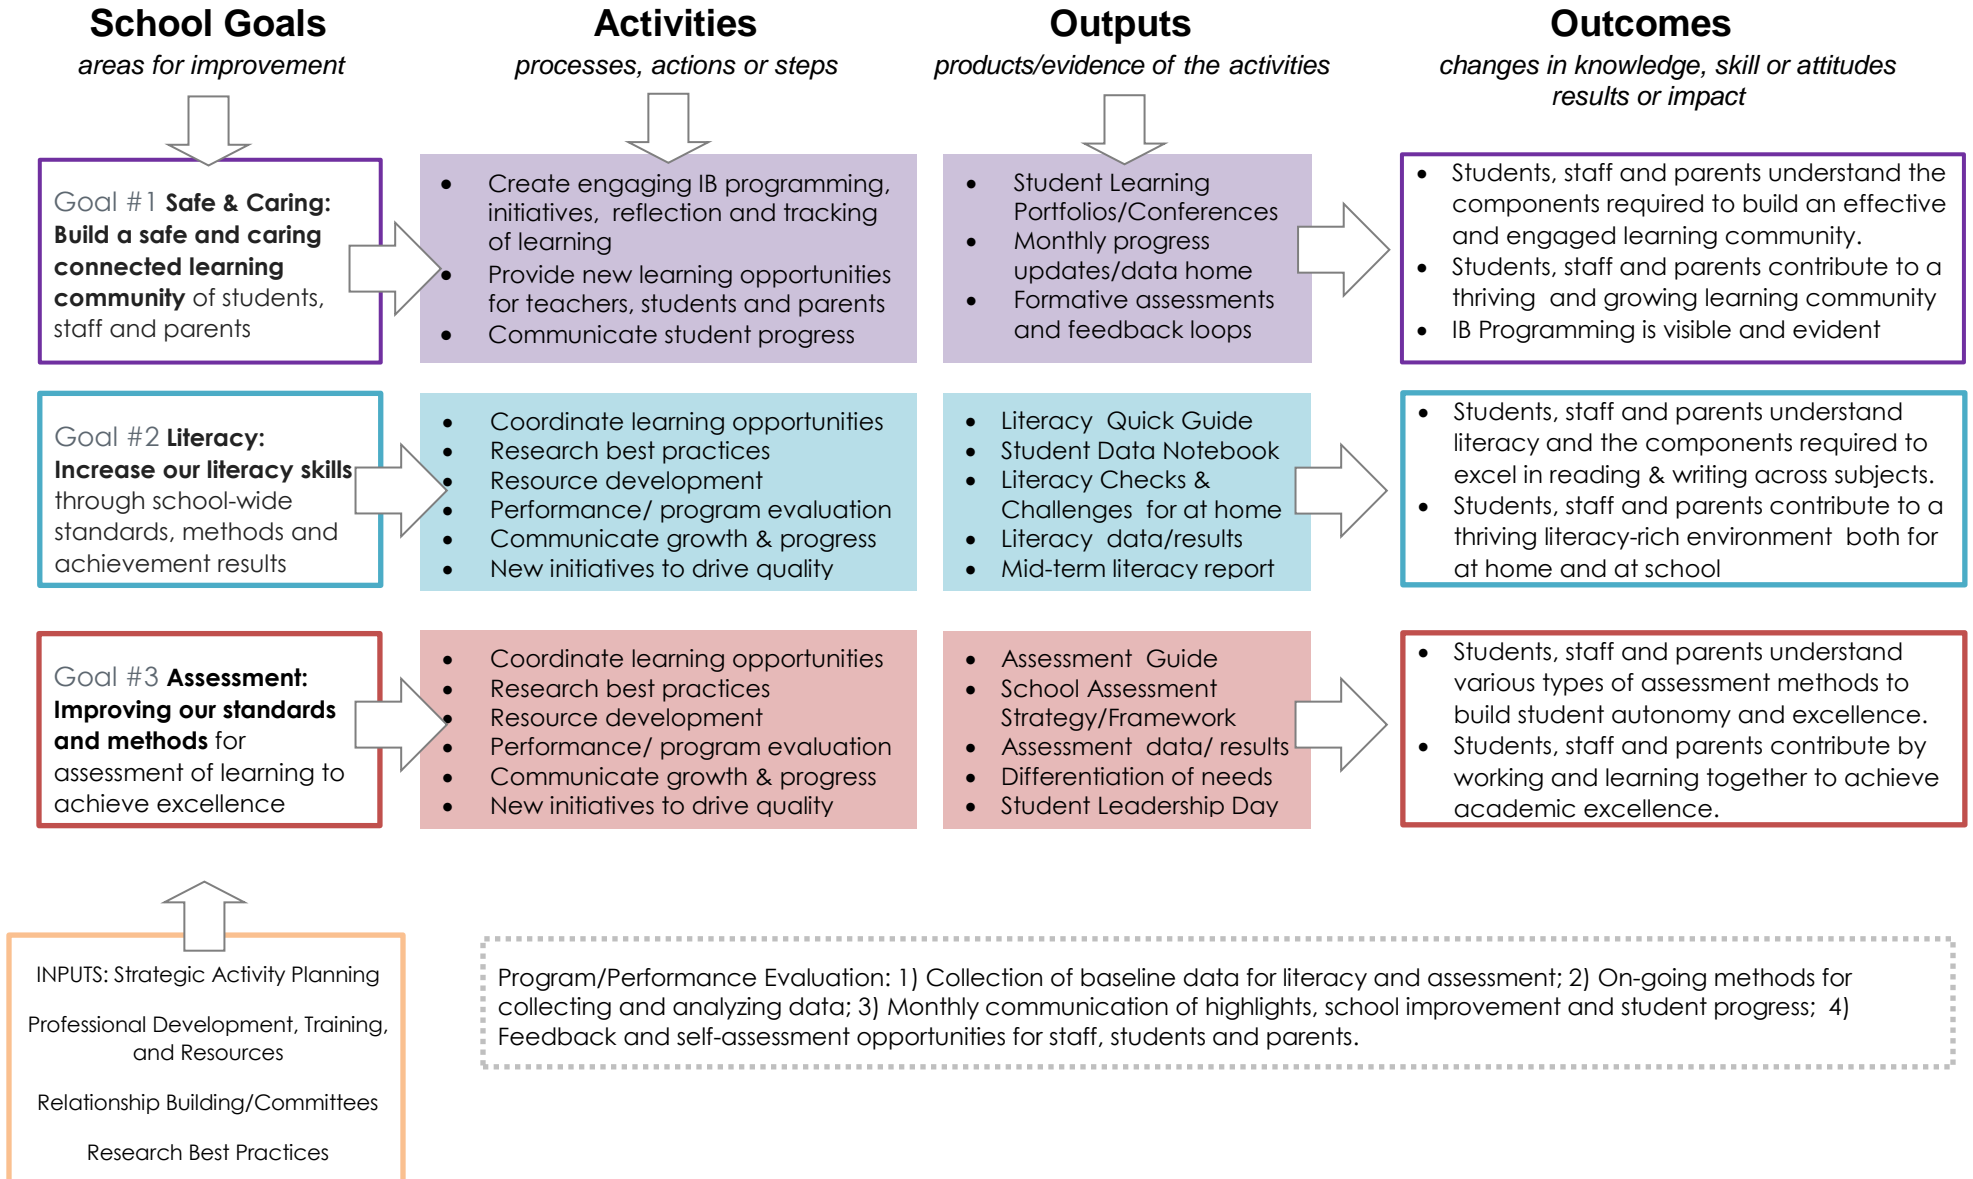 School Goals
areas for improvement
Activities
processes, actions or steps
Outputs
products/evidence of the activities
Outcomes
changes in knowledge, skill or attitudes
results or impact
Goal #1 Safe & Caring:
Build a safe and caring
connected learning
community of students,
staff and parents
• Create engaging IB programming,
initiatives, reflection and tracking
of learning
• Provide new learning opportunities
for teachers, students and parents
• Communicate student progress
• Student Learning
Portfolios/Conferences
• Monthly progress
updates/data home
• Formative assessments
and feedback loops
• Students, staff and parents understand the
components required to build an effective
and engaged learning community.
• Students, staff and parents contribute to a
thriving and growing learning community
• IB Programming is visible and evident
Goal #2 Literacy:
Increase our literacy skills
through school-wide
standards, methods and
achievement results
• Coordinate learning opportunities
• Research best practices
• Resource development
• Performance/ program evaluation
• Communicate growth & progress
• New initiatives to drive quality
• Literacy Quick Guide
• Student Data Notebook
• Literacy Checks &
Challenges for at home
• Literacy data/results
• Mid-term literacy report
• Students, staff and parents understand
literacy and the components required to
excel in reading & writing across subjects.
• Students, staff and parents contribute to a
thriving literacy-rich environment both for
at home and at school
Goal #3 Assessment:
Improving our standards
and methods for
assessment of learning to
achieve excellence
• Coordinate learning opportunities
• Research best practices
• Resource development
• Performance/ program evaluation
• Communicate growth & progress
• New initiatives to drive quality
• Assessment Guide
• School Assessment
Strategy/Framework
• Assessment data/ results
• Differentiation of needs
• Student Leadership Day
• Students, staff and parents understand
various types of assessment methods to
build student autonomy and excellence.
• Students, staff and parents contribute by
working and learning together to achieve
academic excellence.
INPUTS: Strategic Activity Planning
Professional Development, Training,
and Resources
Relationship Building/Committees
Research Best Practices
Program/Performance Evaluation: 1) Collection of baseline data for literacy and assessment; 2) On-going methods for
collecting and analyzing data; 3) Monthly communication of highlights, school improvement and student progress; 4)
Feedback and self-assessment opportunities for staff, students and parents.